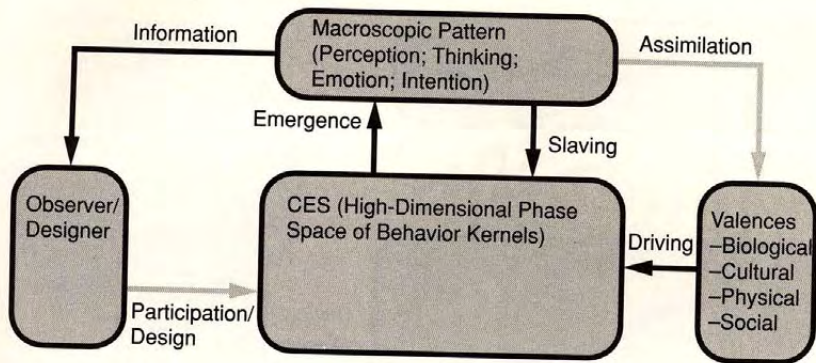 Information
Macroscopic Pattern
(Perception; Thinking;
Emotion; Intention)
Assimilation
Emergence
Slaving
Observer/
Designer
CES (High-Dimensional Phase
Space of Behavior Kernels)
Driving
Valences
–Biological
–Cultural
–Physical
–Social
Participation/
Design